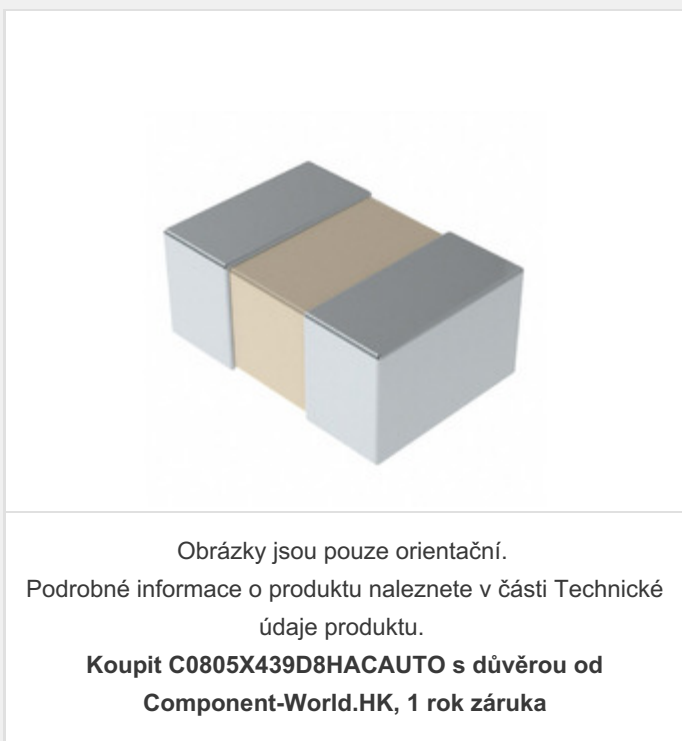 Obrázky jsou pouze orientační.
Podrobné informace o produktu naleznete v části Technické
údaje produktu.
Koupit C0805X439D8HACAUTO s důvěrou od
Component-World.HK, 1 rok záruka